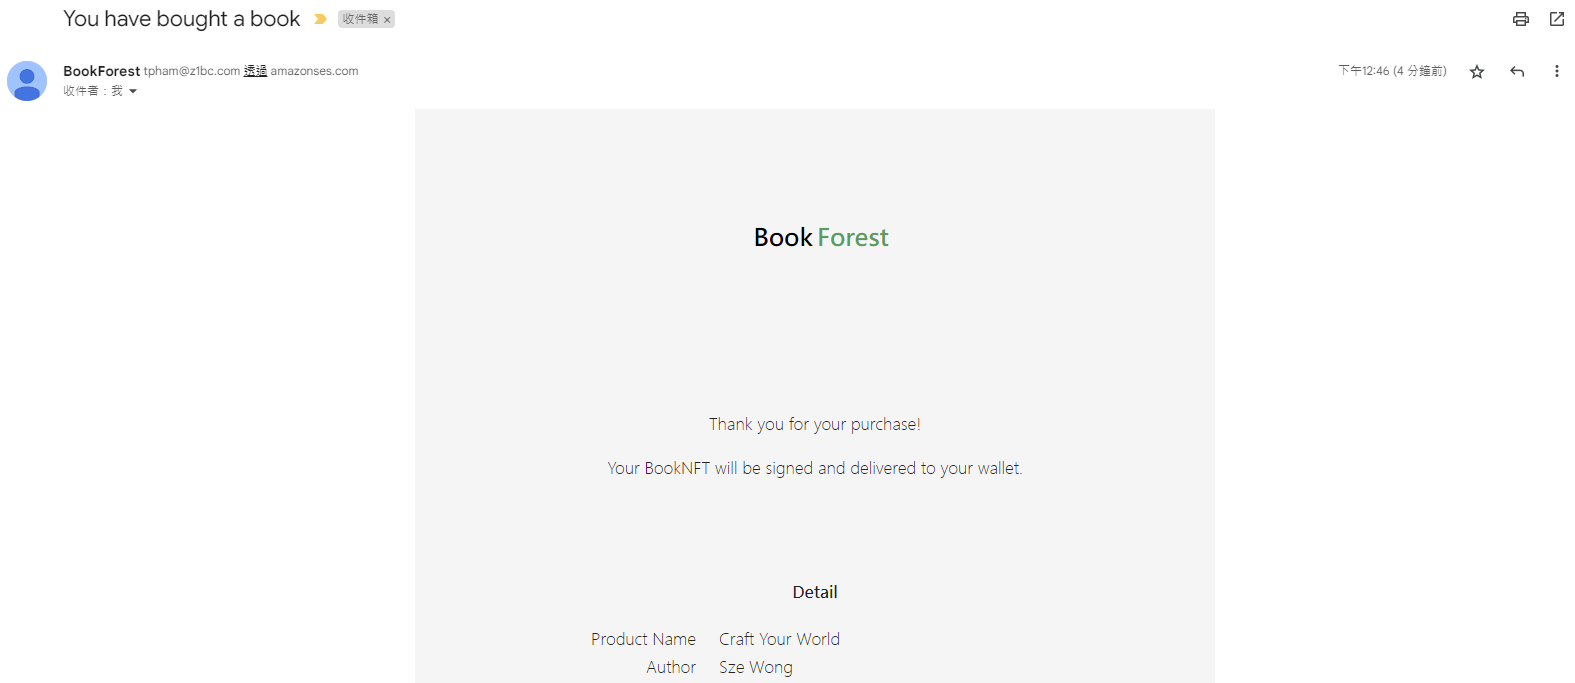 You have bought a book 收件箱 ×
BookForest tpham@z1bc.com 透過 amazonses.com 下午12:46 (4 分鐘前)
收件者：我
Book Forest
Thank you for your purchase!
Your BookNFT will be signed and delivered to your wallet.
Detail
Product Name Craft Your World
Author Sze Wong